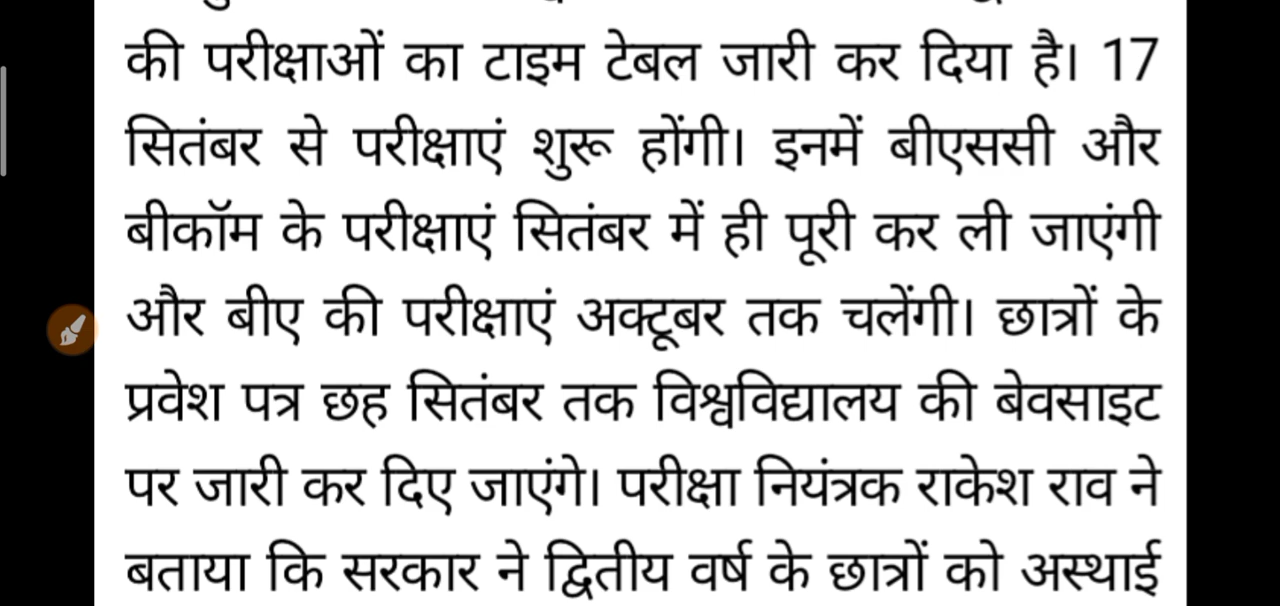 की परीक्षाओं का टाइम टेबल जारी कर दिया है। 17
सितंबर से परीक्षाएं शुरू होंगी। इनमें बीएससी और
बीकॉम के परीक्षाएं सितंबर में ही पूरी कर ली जाएंगी
और बीए की परीक्षाएं अक्टूबर तक चलेंगी। छात्रों के
प्रवेश पत्र छह सितंबर तक विश्वविद्यालय की बेवसाइट
पर जारी कर दिए जाएंगे। परीक्षा नियंत्रक राकेश राव ने
बताया कि सरकार ने द्वितीय वर्ष के छात्रों को अस्थाई